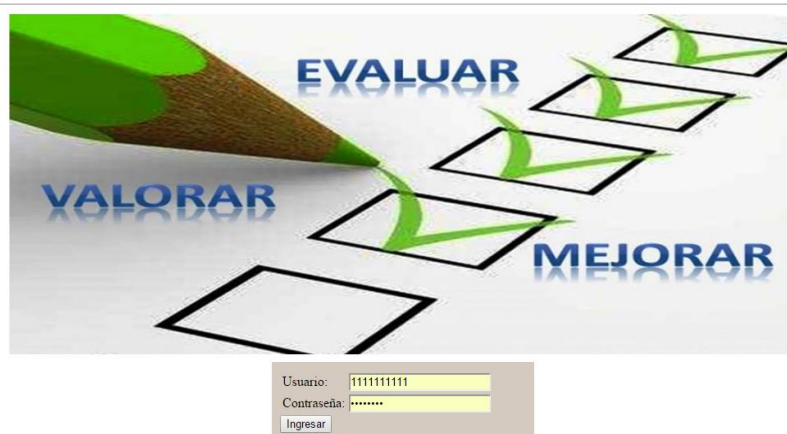 EVALUAR
VALORAR
MEJORAR
Usuario: 1111111111
Contraseña: ••••••••
Ingresar